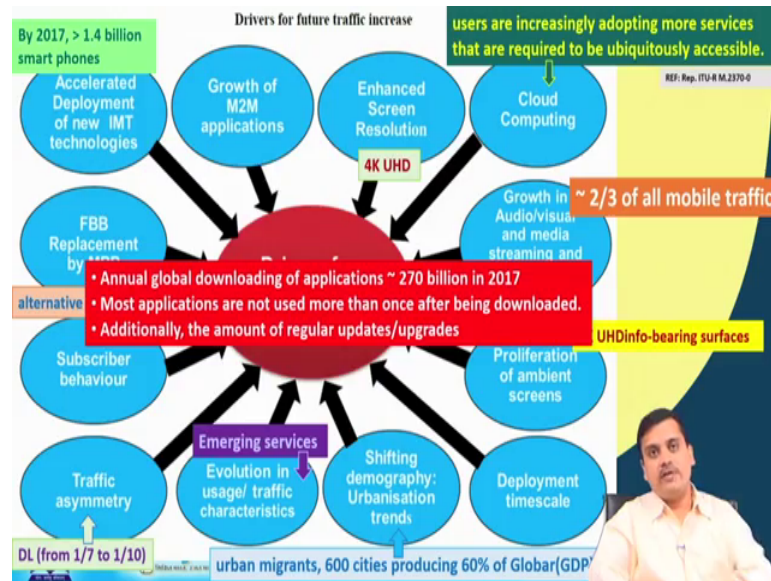 Drivers for future traffic increase
By 2017, > 1.4 billion
smart phones
users are increasingly adopting more services
that are required to be ubiquitously accessible.
REF: Rep. ITU-R M.2370-0
Accelerated
Deployment
of new IMT
technologies
Growth of
M2M
applications
Enhanced
Screen
Resolution
4K UHD
Cloud
Computing
FBB
Replacement
by
Growth in
Audio/visual
and media
streaming and
~ 2/3 of all mobile traffic
• Annual global downloading of applications ~ 270 billion in 2017
• Most applications are not used more than once after being downloaded.
• Additionally, the amount of regular updates/upgrades
alternative
UHDinfo-bearing surfaces
Subscriber
behaviour
Proliferation
of ambient
screens
Emerging services
Traffic
asymmetry
Evolution in
usage/ traffic
characteristics
Shifting
demography:
Urbanisation
trends
Deployment
timescale
DL (from 1/7 to 1/10)
urban migrants, 600 cities producing 60% of Globar(GDP)